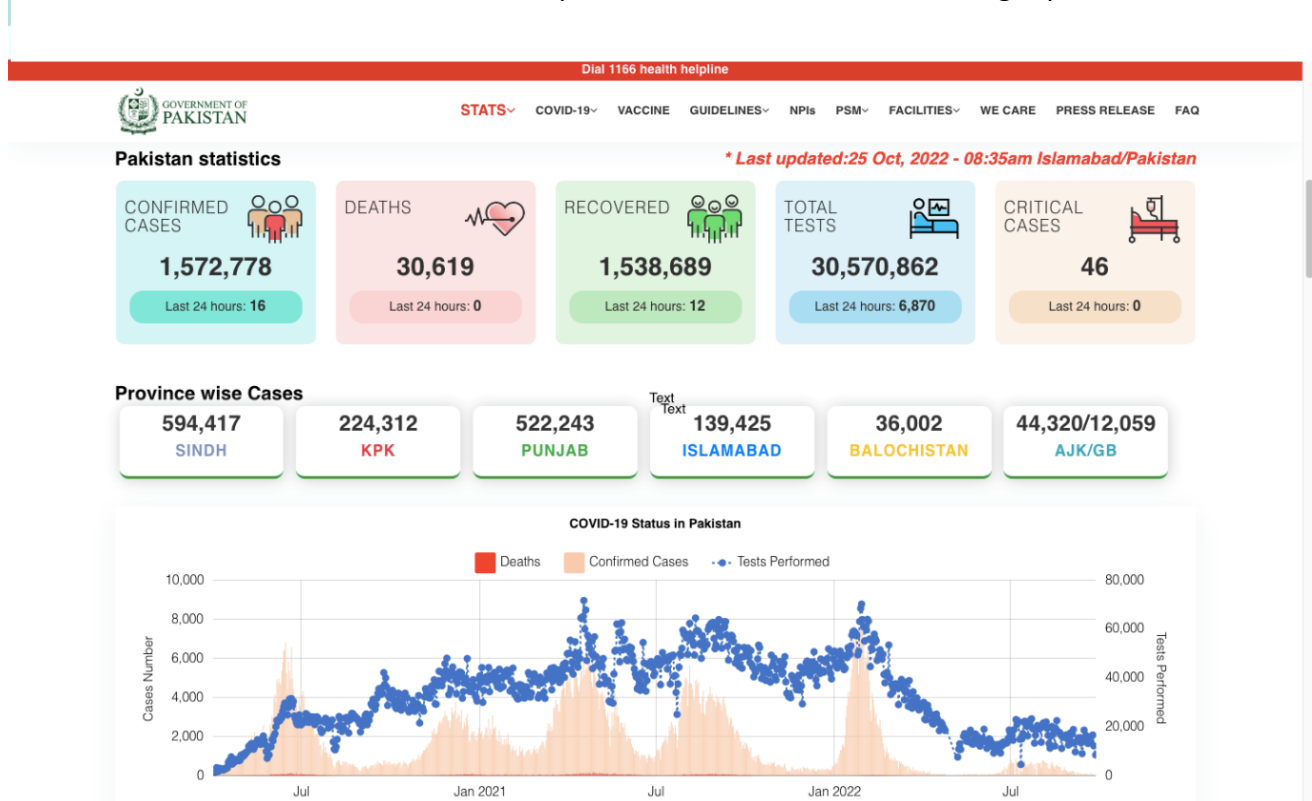 Dial 1166 health helpline
GOVERNMENT OF
PAKISTAN
STATS COVID-19 VACCINE GUIDELINES NPIs PSM FACILITIES WE CARE PRESS RELEASE FAQ
Pakistan statistics
* Last updated:25 Oct, 2022 - 08:35am Islamabad/Pakistan
CONFIRMED
CASES
1,572,778
Last 24 hours: 16
DEATHS
30,619
Last 24 hours: 0
RECOVERED
1,538,689
Last 24 hours: 12
TOTAL
TESTS
30,570,862
Last 24 hours: 6,870
CRITICAL
CASES
46
Last 24 hours: 0
Province wise Cases
Text
Text
594,417
SINDH
224,312
KPK
522,243
PUNJAB
139,425
ISLAMABAD
36,002
BALOCHISTAN
44,320/12,059
AJK/GB
COVID-19 Status in Pakistan
Deaths Confirmed Cases Tests Performed
Cases Number
10,000
8,000
6,000
4,000
2,000
0
80,000
60,000
40,000
20,000
0
Tests Performed
Jul Jan 2021 Jul Jan 2022 Jul